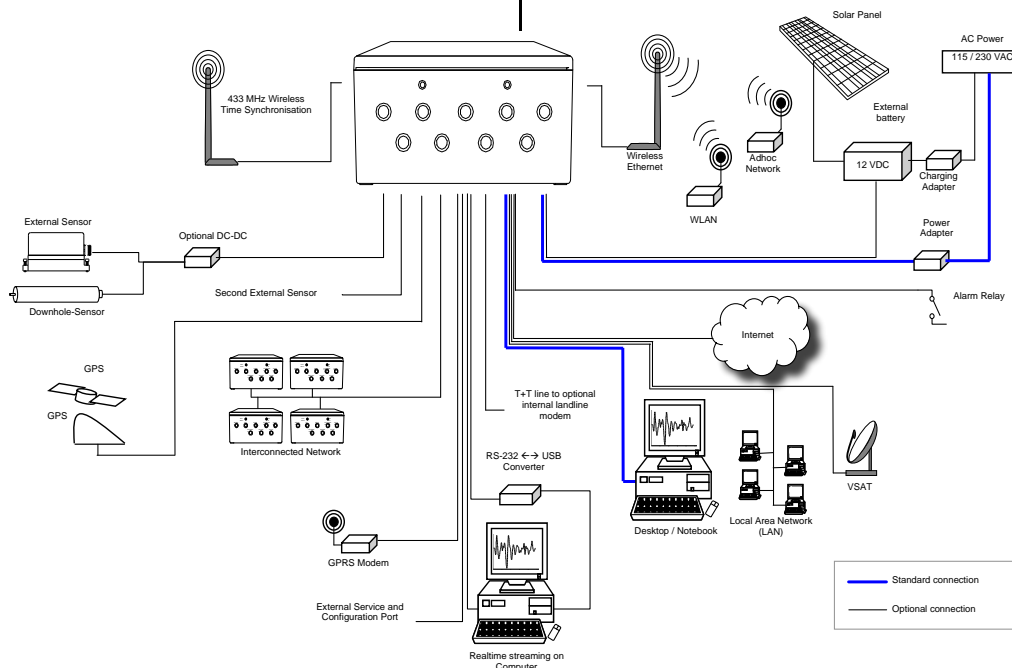 Solar Panel
AC Power
115 / 230 VAC
433 MHz Wireless
Time Synchronisation
External
battery
Wireless
Ethernet
Adhoc
Network
12 VDC
Charging
Adapter
WLAN
External Sensor
Optional DC-DC
Power
Adapter
Second External Sensor
Downhole-Sensor
Alarm Relay
Internet
GPS
GPS
T+T line to optional
internal landline
modem
Interconnected Network
RS-232 ←→ USB
Converter
VSAT
Desktop / Notebook
Local Area Network
(LAN)
GPRS Modem
Standard connection
External Service and
Configuration Port
Optional connection
Realtime streaming on
Computer